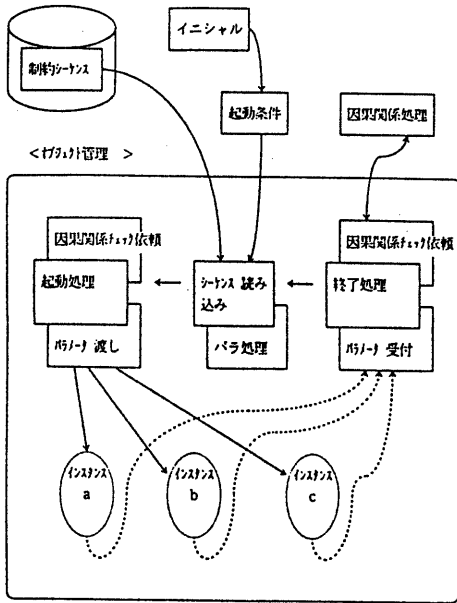 イニシャル
制約シーケンス
起動条件
因果関係処理
<オブジェクト管理 >
因果関係チェック依頼
因果関係チェック依頼
起動処理
シーケンス 読み
込み
終了処理
パラメータ 渡し
パラ処理
パラメータ 受付
インスタンス
a
インスタンス
b
インスタンス
c